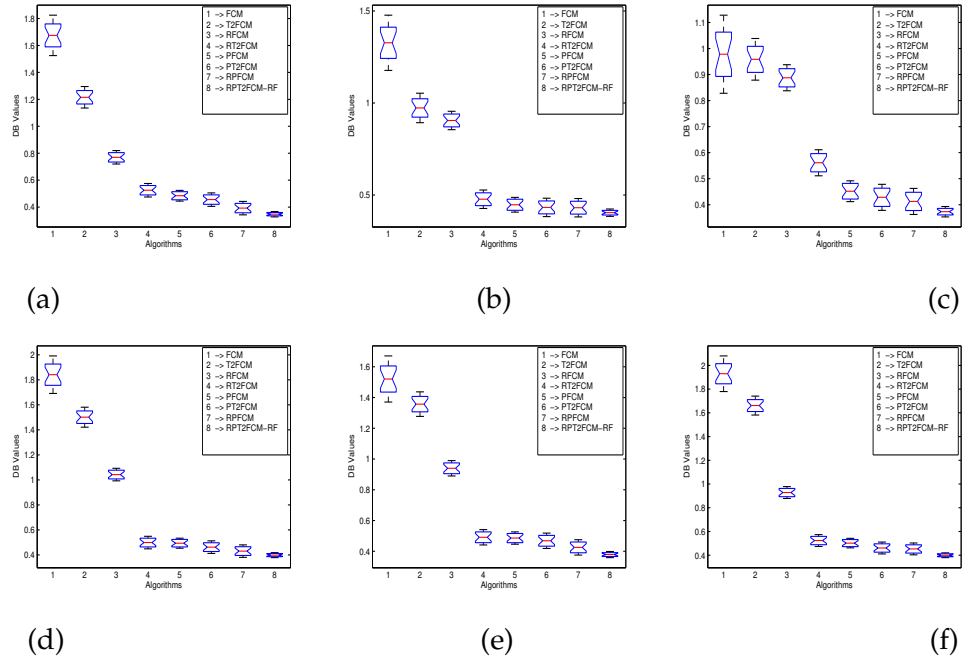 1.8
1.6
1.2
0.8
0.4
DB Values
1 −> FCM
2 −> T2FCM
3 −> RFCM
4 −> RT2FCM
5 −> PFCM
6 −> PT2FCM
7 −> RPFCM
8 −> RPT2FCM−RF
1 2 3 4 5 6 7 8
Algorithms
(a)
1.5
1
0.5
DB Values
1 −> FCM
2 −> T2FCM
3 −> RFCM
4 −> RT2FCM
5 −> PFCM
6 −> PT2FCM
7 −> RPFCM
8 −> RPT2FCM−RF
1 2 3 4 5 6 7 8
Algorithms
(b)
1.1
1
0.9
0.8
0.7
0.6
0.5
0.4
DB Values
1 −> FCM
2 −> T2FCM
3 −> RFCM
4 −> RT2FCM
5 −> PFCM
6 −> PT2FCM
7 −> RPFCM
8 −> RPT2FCM−RF
1 2 3 4 5 6 7 8
Algorithms
(c)
2
1.8
1.6
1.4
1.2
1
0.8
0.6
0.4
DB Values
1 −> FCM
2 −> T2FCM
3 −> RFCM
4 −> RT2FCM
5 −> PFCM
6 −> PT2FCM
7 −> RPFCM
8 −> RPT2FCM−RF
1 2 3 4 5 6 7 8
Algorithms
(d)
1.6
1.4
1.2
1
0.8
0.6
0.4
DB Values
1 −> FCM
2 −> T2FCM
3 −> RFCM
4 −> RT2FCM
5 −> PFCM
6 −> PT2FCM
7 −> RPFCM
8 −> RPT2FCM−RF
1 2 3 4 5 6 7 8
Algorithms
(e)
2
1.8
1.6
1.4
1.2
1
0.8
0.6
0.4
DB Values
1 −> FCM
2 −> T2FCM
3 −> RFCM
4 −> RT2FCM
5 −> PFCM
6 −> PT2FCM
7 −> RPFCM
8 −> RPT2FCM−RF
1 2 3 4 5 6 7 8
Algorithms
(f)